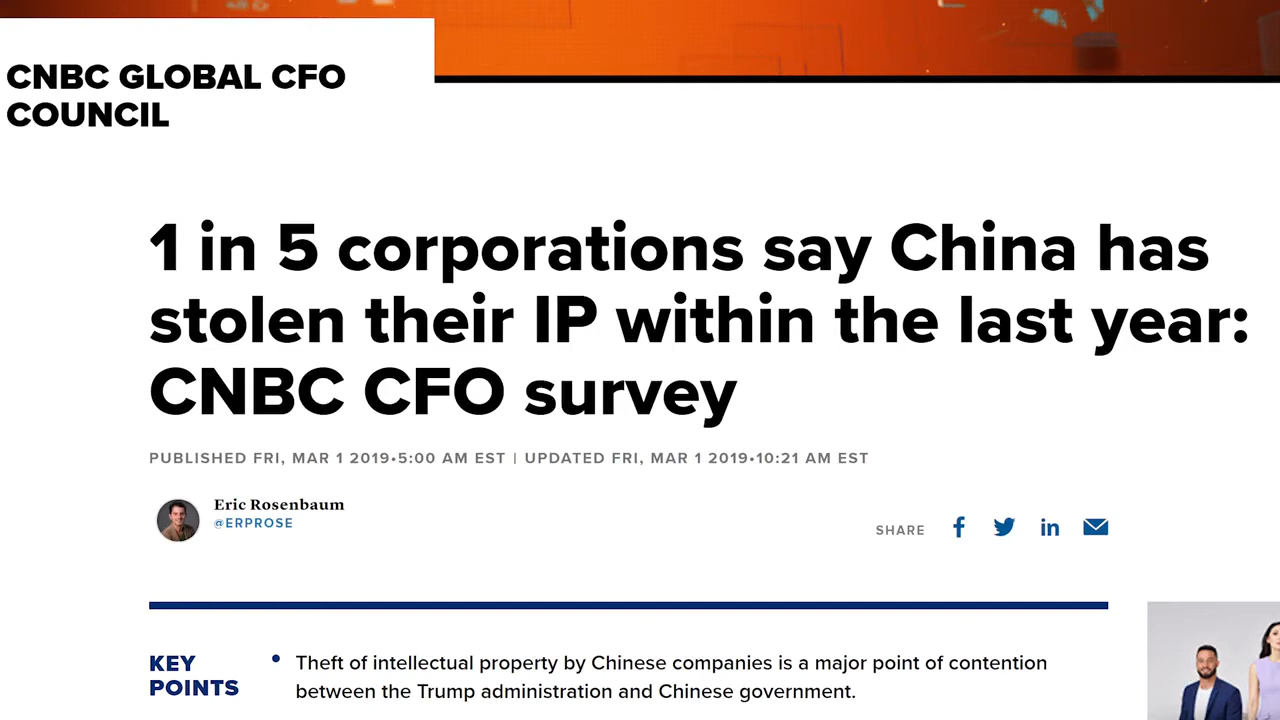 CNBC GLOBAL CFO
COUNCIL
1 in 5 corporations say China has
stolen their IP within the last year:
CNBC CFO survey
PUBLISHED FRI, MAR 1 2019•5:00 AM EST | UPDATED FRI, MAR 1 2019•10:21 AM EST
Eric Rosenbaum
@ERPROSE
SHARE
KEY
POINTS
• Theft of intellectual property by Chinese companies is a major point of contention
between the Trump administration and Chinese government.